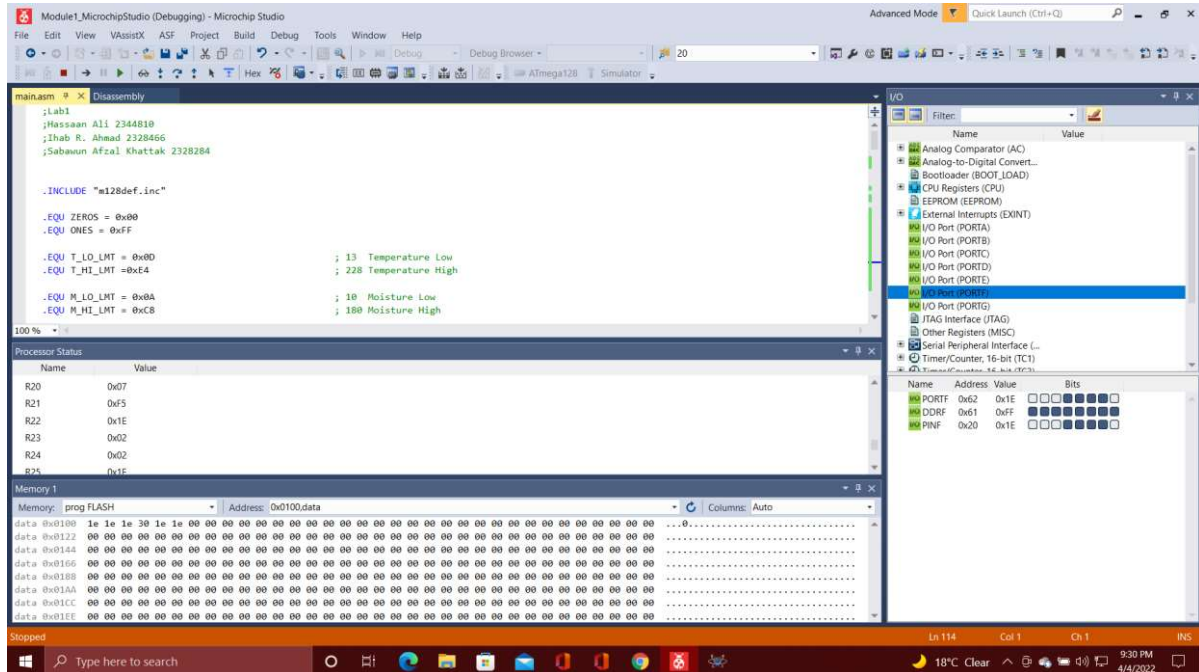 Module1_MicrochipStudio (Debugging) - Microchip Studio
Advanced Mode
Quick Launch (Ctrl+Q)
File Edit View VAssistX ASF Project Build Debug Tools Window Help
Debug
Debug Browser
20
Hex
ATmega128
Simulator
main.asm
Disassembly
;Lab1
;Hassaan Ali 2344810
;Ihab R. Ahmad 2328466
;Sabawun Afzal Khattak 2328284
.INCLUDE "m128def.inc"
.EQU ZEROS = 0x00
.EQU ONES = 0xFF
.EQU T_LO_LMT = 0x0D ; 13 Temperature Low
.EQU T_HI_LMT =0xE4 ; 228 Temperature High
.EQU M_LO_LMT = 0x0A ; 10 Moisture Low
.EQU M_HI_LMT = 0xC8 ; 180 Moisture High
100 %
Processor Status
Name Value
R20 0x07
R21 0xF5
R22 0x1E
R23 0x02
R24 0x02
R25 0x1E
Memory 1
Memory: prog FLASH Address: 0x0100,data Columns: Auto
data 0x0100 1e 1e 1e 30 1e 1e 00 00 00 00 00 00 00 00 00 00 00 00 00 00 00 00 00 00 00 00 00 00 00 00 00 00 00 00 ...0..............................
data 0x0122 00 00 00 00 00 00 00 00 00 00 00 00 00 00 00 00 00 00 00 00 00 00 00 00 00 00 00 00 00 00 00 00 00 00 ..................................
data 0x0144 00 00 00 00 00 00 00 00 00 00 00 00 00 00 00 00 00 00 00 00 00 00 00 00 00 00 00 00 00 00 00 00 00 00 ..................................
data 0x0166 00 00 00 00 00 00 00 00 00 00 00 00 00 00 00 00 00 00 00 00 00 00 00 00 00 00 00 00 00 00 00 00 00 00 ..................................
data 0x0188 00 00 00 00 00 00 00 00 00 00 00 00 00 00 00 00 00 00 00 00 00 00 00 00 00 00 00 00 00 00 00 00 00 00 ..................................
data 0x01AA 00 00 00 00 00 00 00 00 00 00 00 00 00 00 00 00 00 00 00 00 00 00 00 00 00 00 00 00 00 00 00 00 00 00 ..................................
data 0x01CC 00 00 00 00 00 00 00 00 00 00 00 00 00 00 00 00 00 00 00 00 00 00 00 00 00 00 00 00 00 00 00 00 00 00 ..................................
data 0x01EE 00 00 00 00 00 00 00 00 00 00 00 00 00 00 00 00 00 00 00 00 00 00 00 00 00 00 00 00 00 00 00 00 00 00 ..................................
I/O
Filter:
Name Value
Analog Comparator (AC)
Analog-to-Digital Convert...
Bootloader (BOOT_LOAD)
CPU Registers (CPU)
EEPROM (EEPROM)
External Interrupts (EXINT)
I/O Port (PORTA)
I/O Port (PORTB)
I/O Port (PORTC)
I/O Port (PORTD)
I/O Port (PORTE)
I/O Port (PORTF)
I/O Port (PORTG)
JTAG Interface (JTAG)
Other Registers (MISC)
Serial Peripheral Interface (...
Timer/Counter, 16-bit (TC1)
Timer/Counter, 16-bit (TC3)
Name Address Value Bits
I/O PORTF 0x62 0x1E
I/O DDRF 0x61 0xFF
I/O PINF 0x20 0x1E
Stopped
Ln 114 Col 1 Ch 1 INS
Type here to search
18°C Clear
9:30 PM
4/4/2022